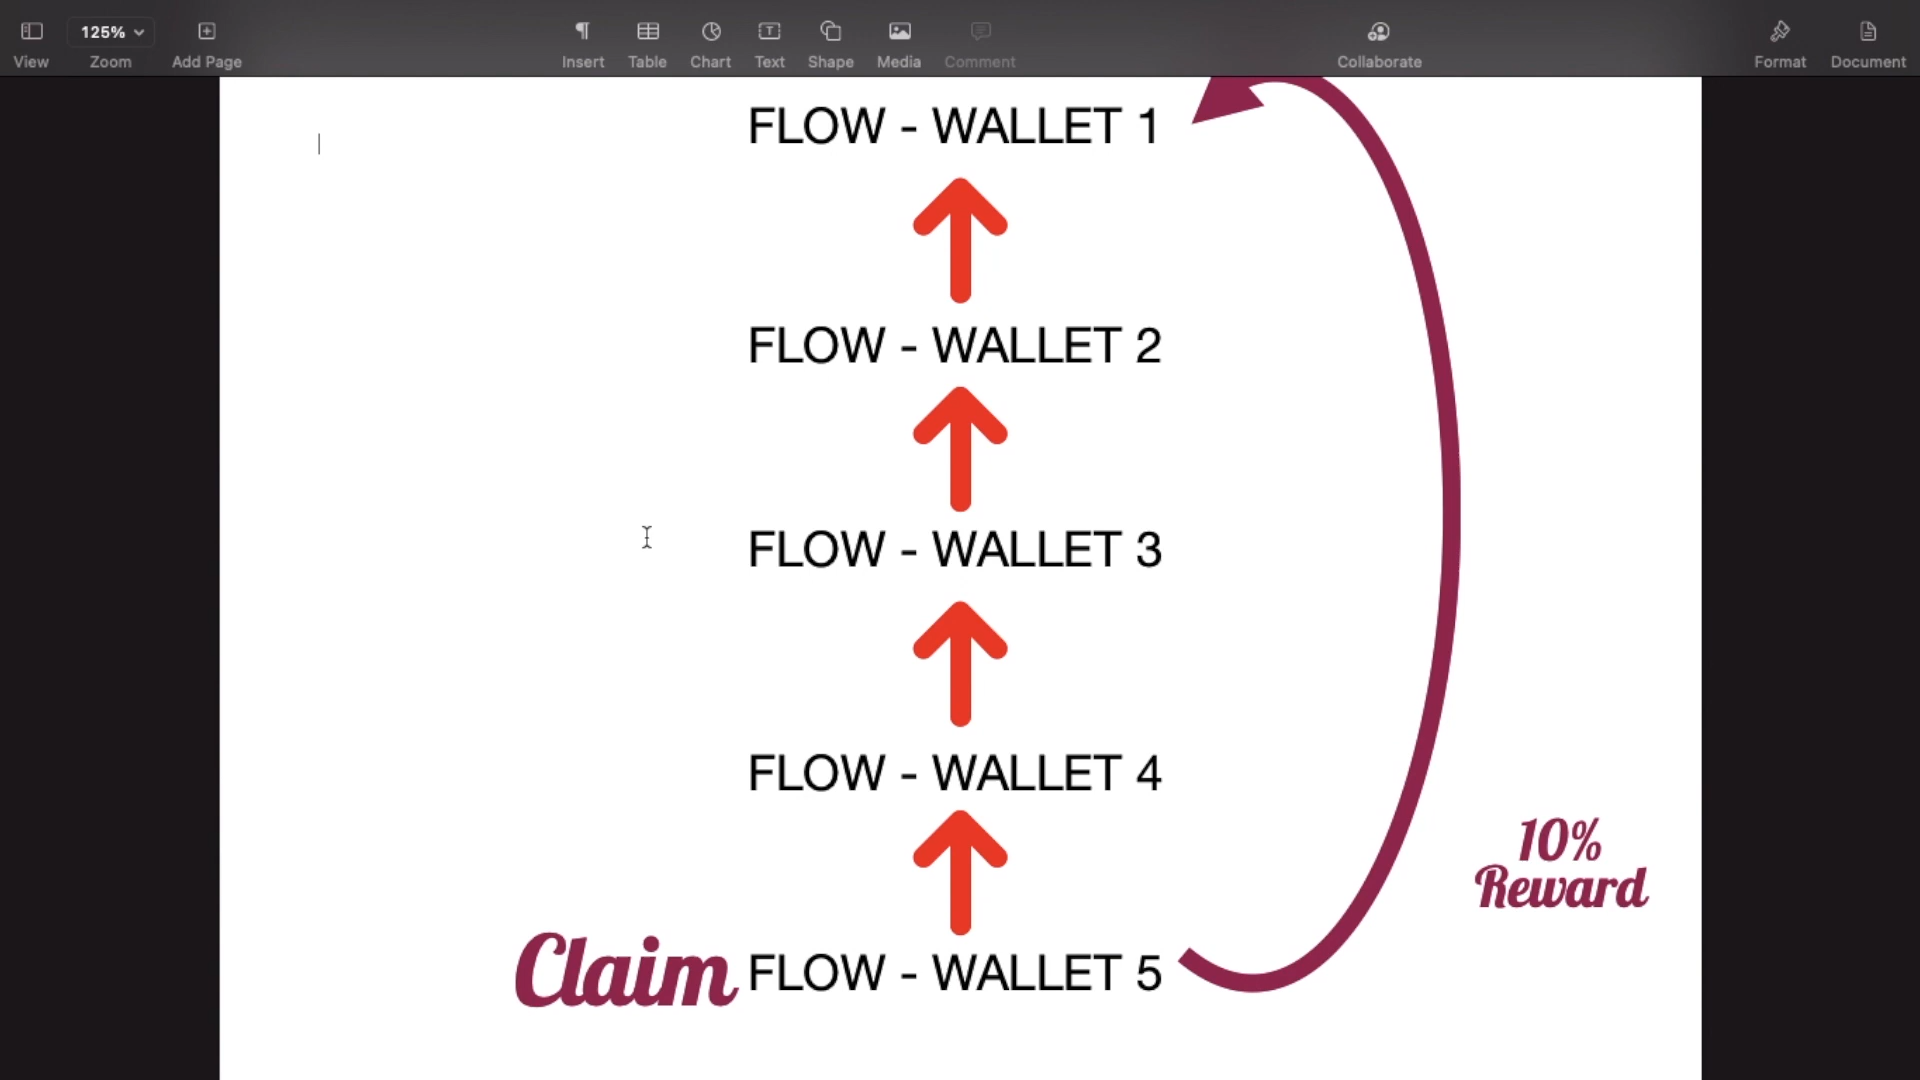 125%
View Zoom Add Page Insert Table Chart Text Shape Media Comment Collaborate Format Document
FLOW - WALLET 1
FLOW - WALLET 2
FLOW - WALLET 3
FLOW - WALLET 4
10%
Reward
Claim FLOW - WALLET 5